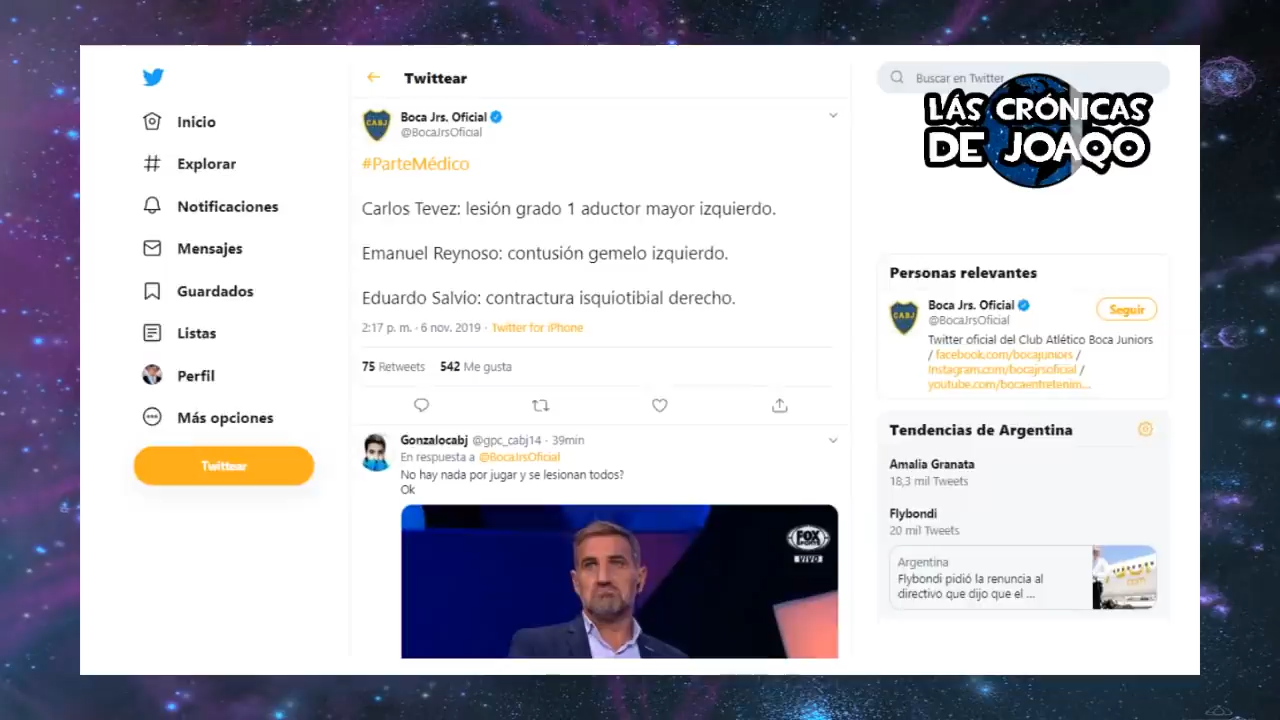 Inicio
Explorar
Notificaciones
Mensajes
Guardados
Listas
Perfil
Más opciones
Twittear
Twittear
Boca Jrs. Oficial
@BocaJrsOficial
#ParteMédico
Carlos Tevez: lesión grado 1 aductor mayor izquierdo.
Emanuel Reynoso: contusión gemelo izquierdo.
Eduardo Salvio: contractura isquiotibial derecho.
2:17 p. m. · 6 nov. 2019 · Twitter for iPhone
75 Retweets 542 Me gusta
Gonzalocabj @gpc_cabj14 · 39min
En respuesta a @BocaJrsOficial
No hay nada por jugar y se lesionan todos?
Ok
FOX
SPORTS
VIVO
Buscar en Twitter
LÁS CRÓNICAS
DE JOAQO
Personas relevantes
CABJ
Boca Jrs. Oficial
Seguir
@BocaJrsOficial
Twitter oficial del Club Atlético Boca Juniors
/ facebook.com/bocajuniors /
Instagram.com/bocajrsoficial /
youtube.com/bocaentretenim...
Tendencias de Argentina
Amalia Granata
18,3 mil Tweets
Flybondi
20 mil Tweets
Argentina
Flybondi pidió la renuncia al
directivo que dijo que el ...
CABJ